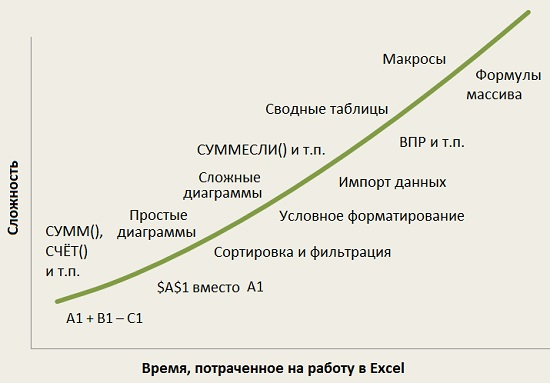 Макросы
Формулы
массива
Сводные таблицы
ВПР и т.п.
СУММЕСЛИ() и т.п.
Импорт данных
Сложные
диаграммы
Условное форматирование
Простые
диаграммы
СУММ(),
СЧЁТ()
и т.п.
Сортировка и фильтрация
$A$1 вместо A1
A1 + B1 – C1
Сложность
Время, потраченное на работу в Excel